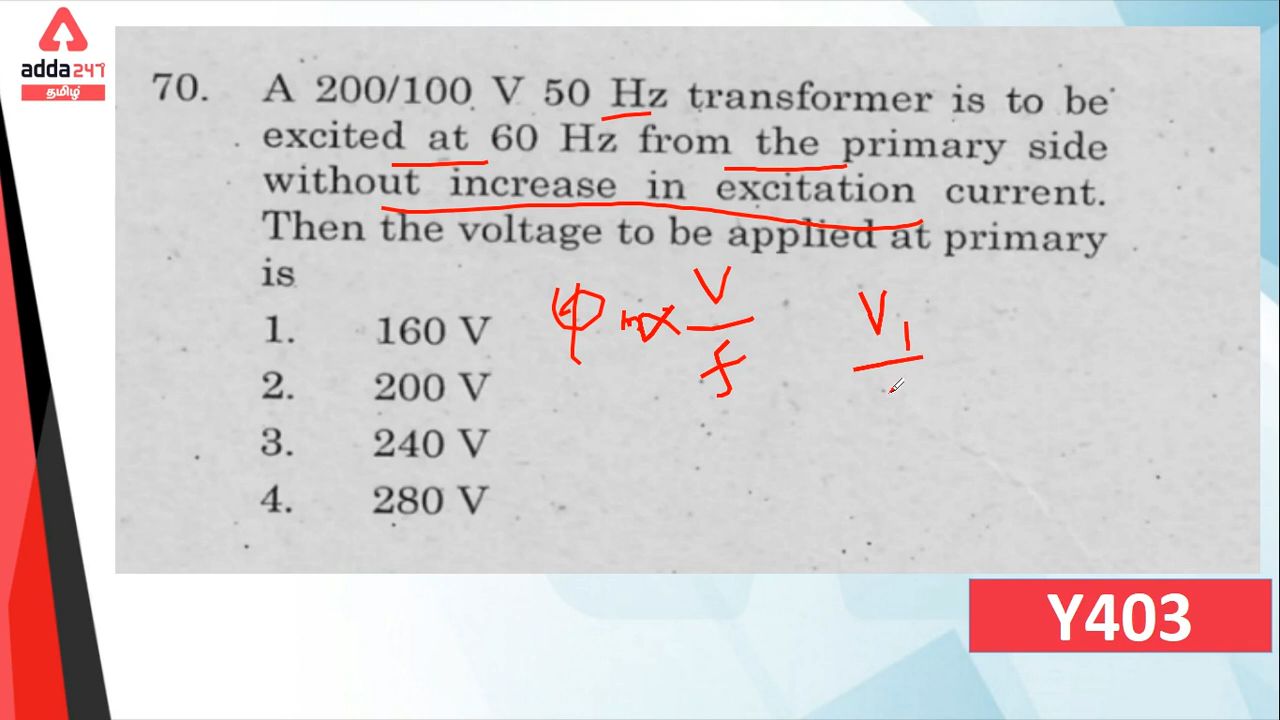 adda247
தமிழ்
70. A 200/100 V 50 Hz transformer is to be
excited at 60 Hz from the primary side
without increase in excitation current.
Then the voltage to be applied at primary
is
1. 160 V
2. 200 V
3. 240 V
4. 280 V
φ m ∝ V / f
V1
Y403